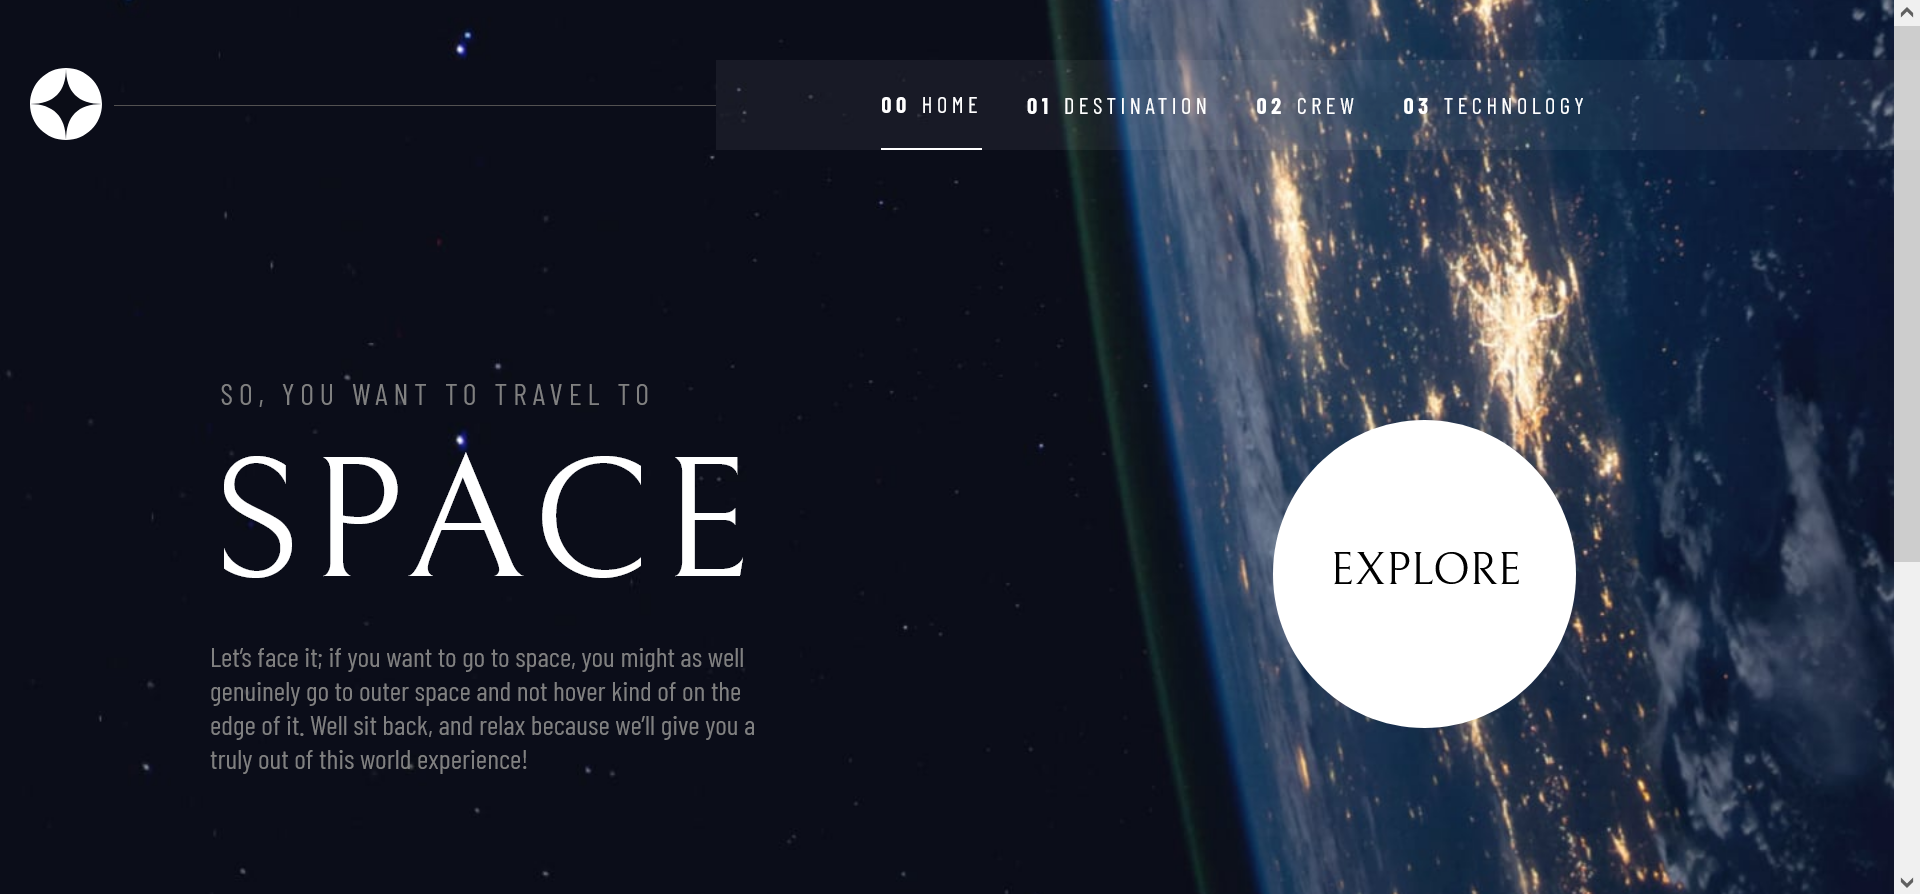 00 HOME 01 DESTINATION 02 CREW 03 TECHNOLOGY
SO, YOU WANT TO TRAVEL TO
SPACE
EXPLORE
Let’s face it; if you want to go to space, you might as well
genuinely go to outer space and not hover kind of on the
edge of it. Well sit back, and relax because we’ll give you a
truly out of this world experience!